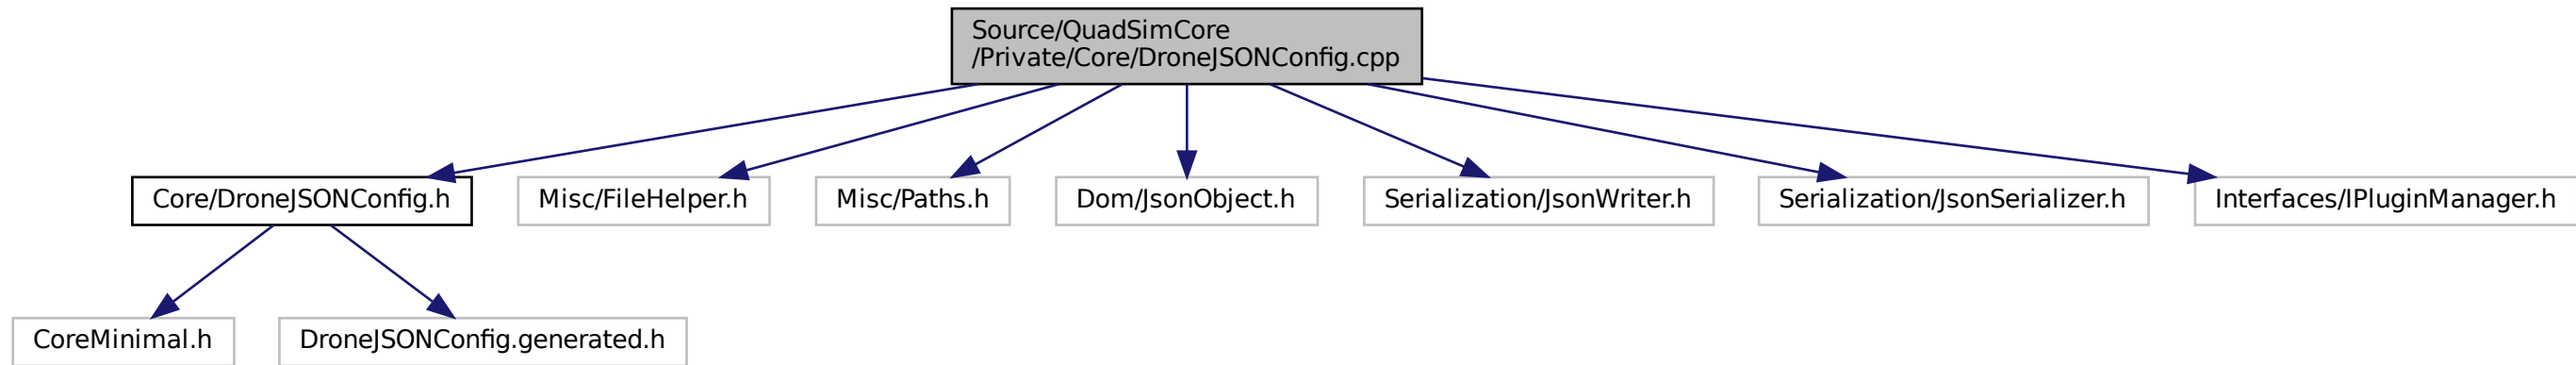 Source/QuadSimCore
/Private/Core/DroneJSONConfig.cpp
Core/DroneJSONConfig.h
Misc/FileHelper.h
Misc/Paths.h
Dom/JsonObject.h
Serialization/JsonWriter.h
Serialization/JsonSerializer.h
Interfaces/IPluginManager.h
CoreMinimal.h
DroneJSONConfig.generated.h